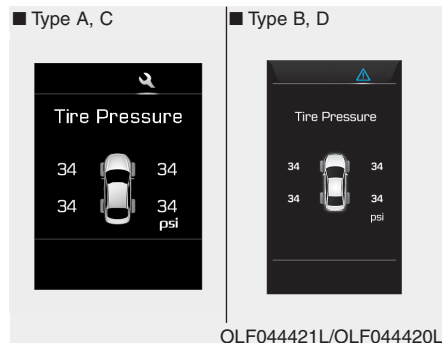 ■ Type A, C
Tire Pressure
34 34
34 34
psi
■ Type B, D
Tire Pressure
34 34
34 34
psi
OLF044421L/OLF044420L